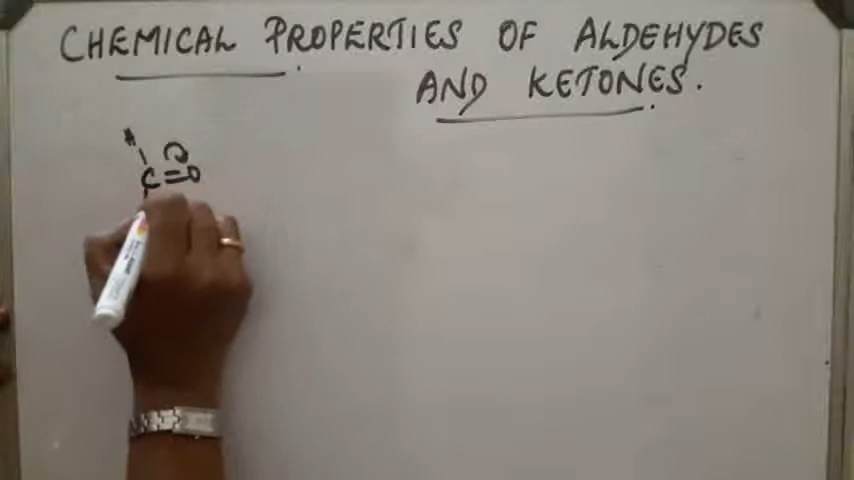 CHEMICAL PROPERTIES OF ALDEHYDES
AND KETONES.
H
C=O